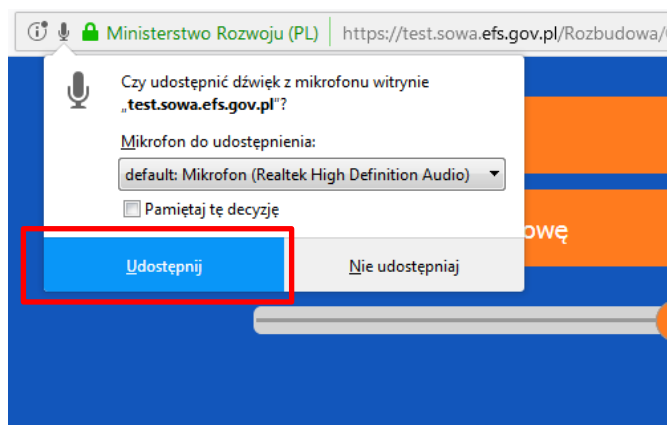 Ministerstwo Rozwoju (PL) https://test.sowa.efs.gov.pl/Rozbudowa/
Czy udostępnić dźwięk z mikrofonu witrynie
„test.sowa.efs.gov.pl”?
Mikrofon do udostępnienia:
default: Mikrofon (Realtek High Definition Audio)
Pamiętaj tę decyzję
owę
Udostępnij Nie udostępniaj